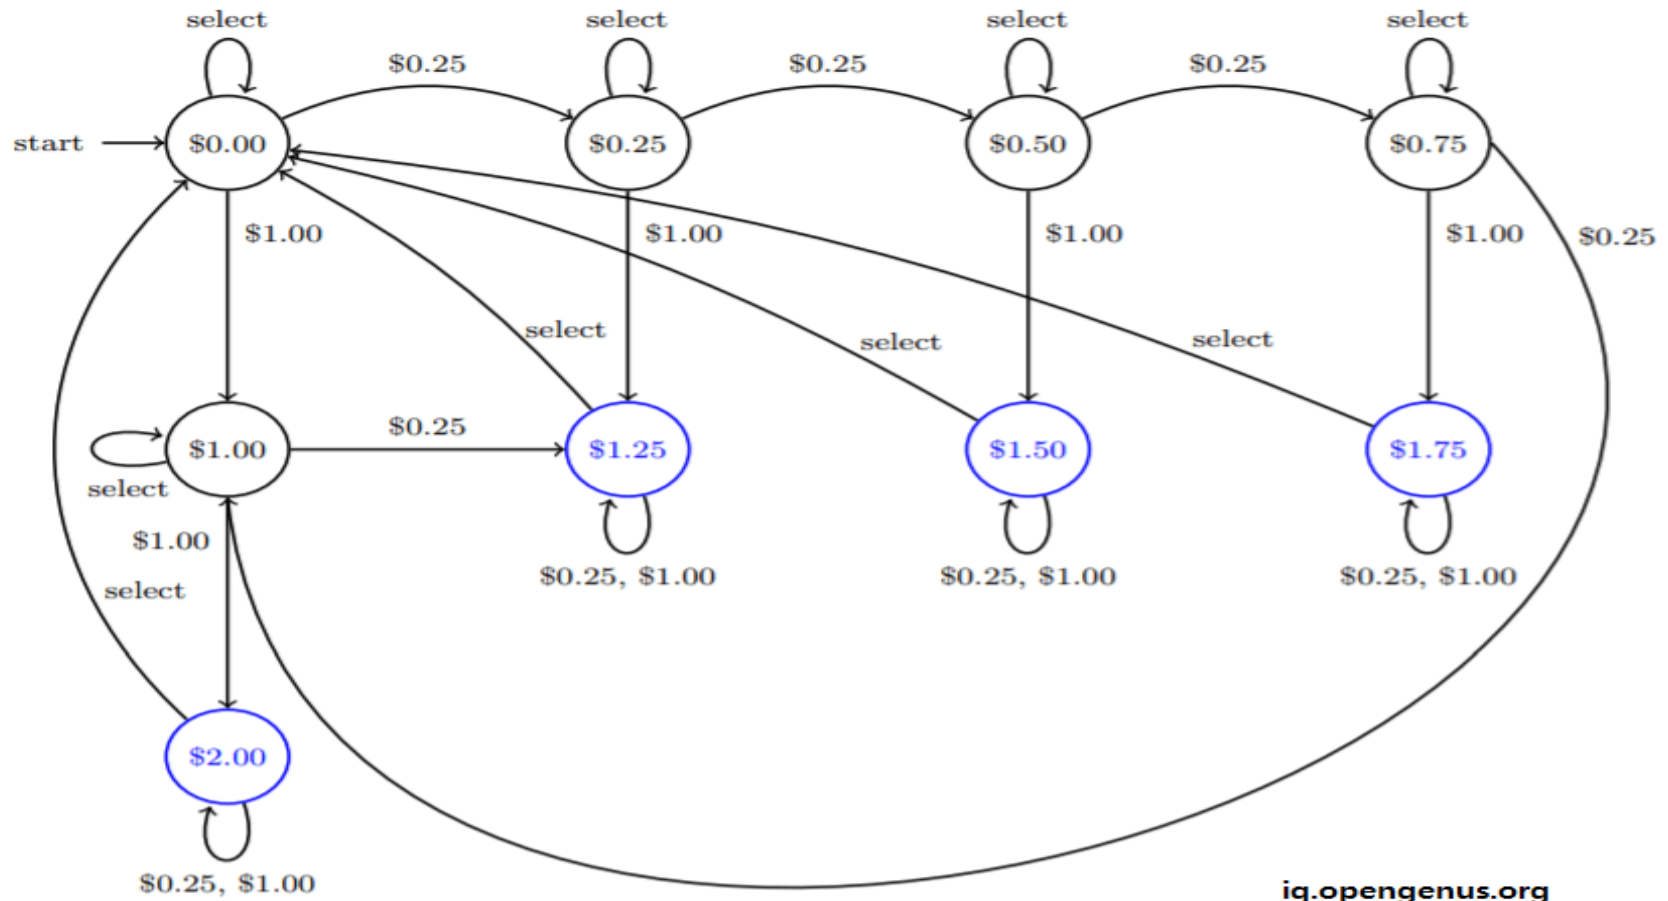 select select select select
$0.25 $0.25 $0.25
start $0.00 $0.25 $0.50 $0.75
$1.00 $1.00 $1.00 $1.00 $0.25
select select select
$0.25
$1.00 $1.25 $1.50 $1.75
select
$1.00
$0.25, $1.00 $0.25, $1.00 $0.25, $1.00
select
$2.00
$0.25, $1.00
iq.opengenus.org